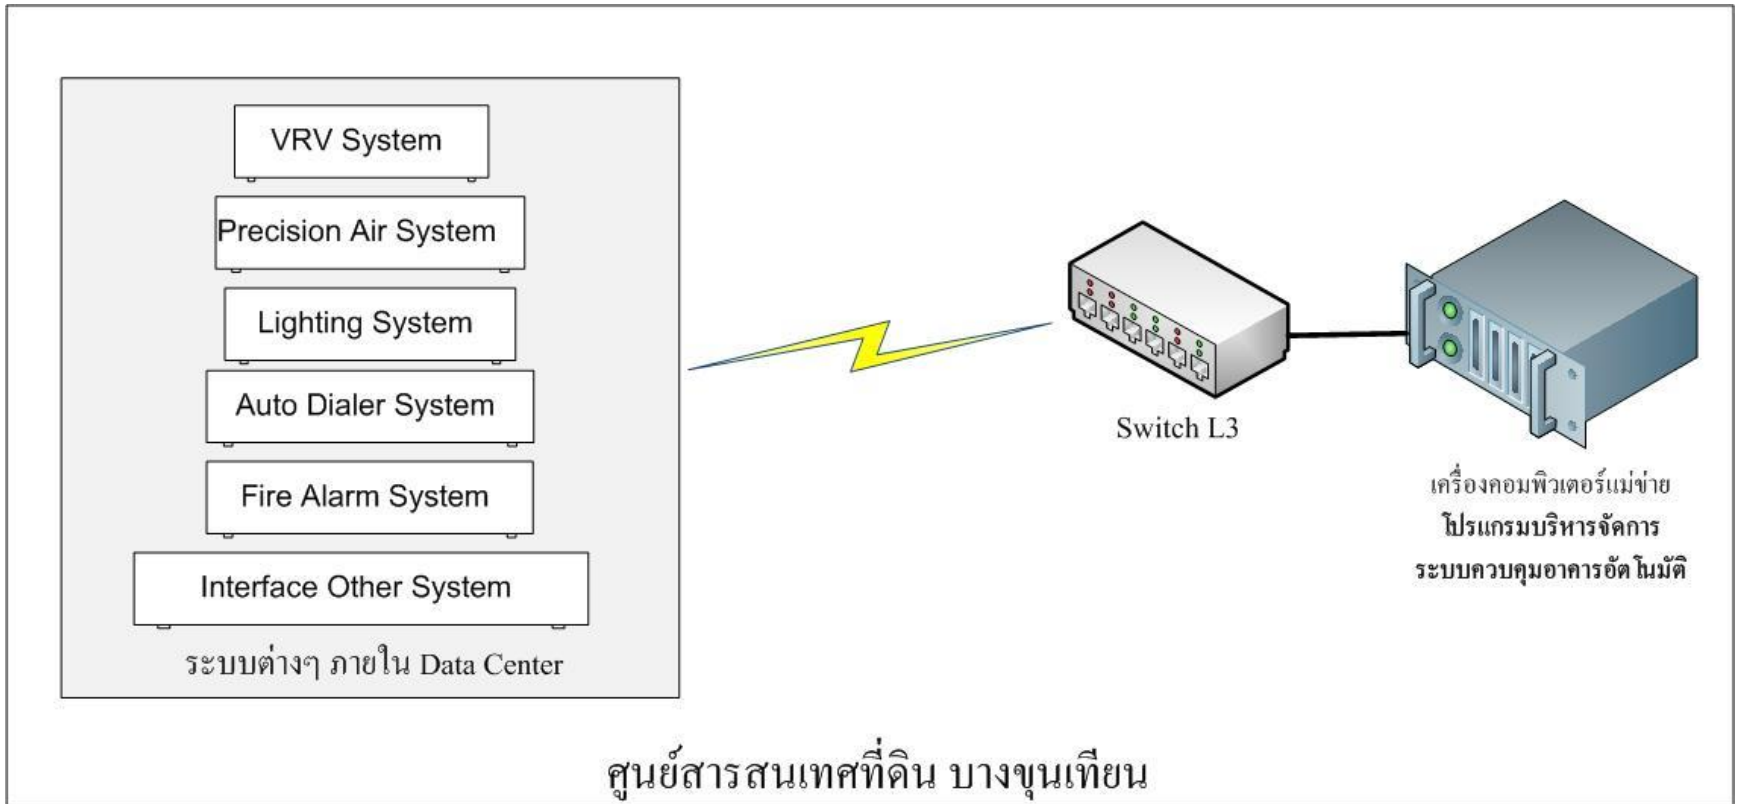 VRV System
Precision Air System
Lighting System
Auto Dialer System
Fire Alarm System
Interface Other System
ระบบต่างๆ ภายใน Data Center
Switch L3
เครื่องคอมพิวเตอร์แม่ข่าย
โปรแกรมบริหารจัดการ
ระบบควบคุมอาคารอัตโนมัติ
ศูนย์สารสนเทศที่ดิน บางขุนเทียน